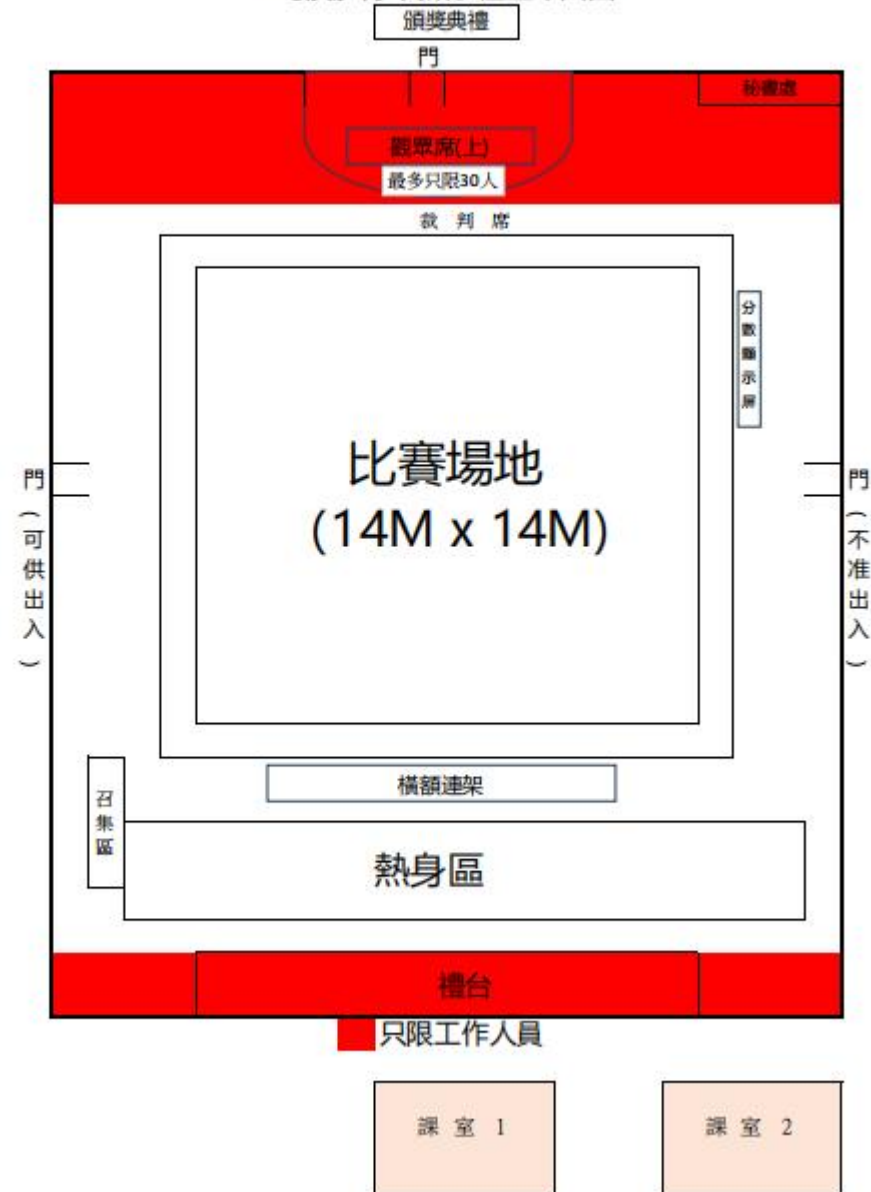 頒獎典禮
門
秘書處
觀眾席(上)
最多只限30人
裁 判 席
分數顯示屏
比賽場地
(14M x 14M)
門(可供出入)
門(不准出入)
橫額連架
召集區
熱身區
禮台
只限工作人員
課 室 1
課 室 2